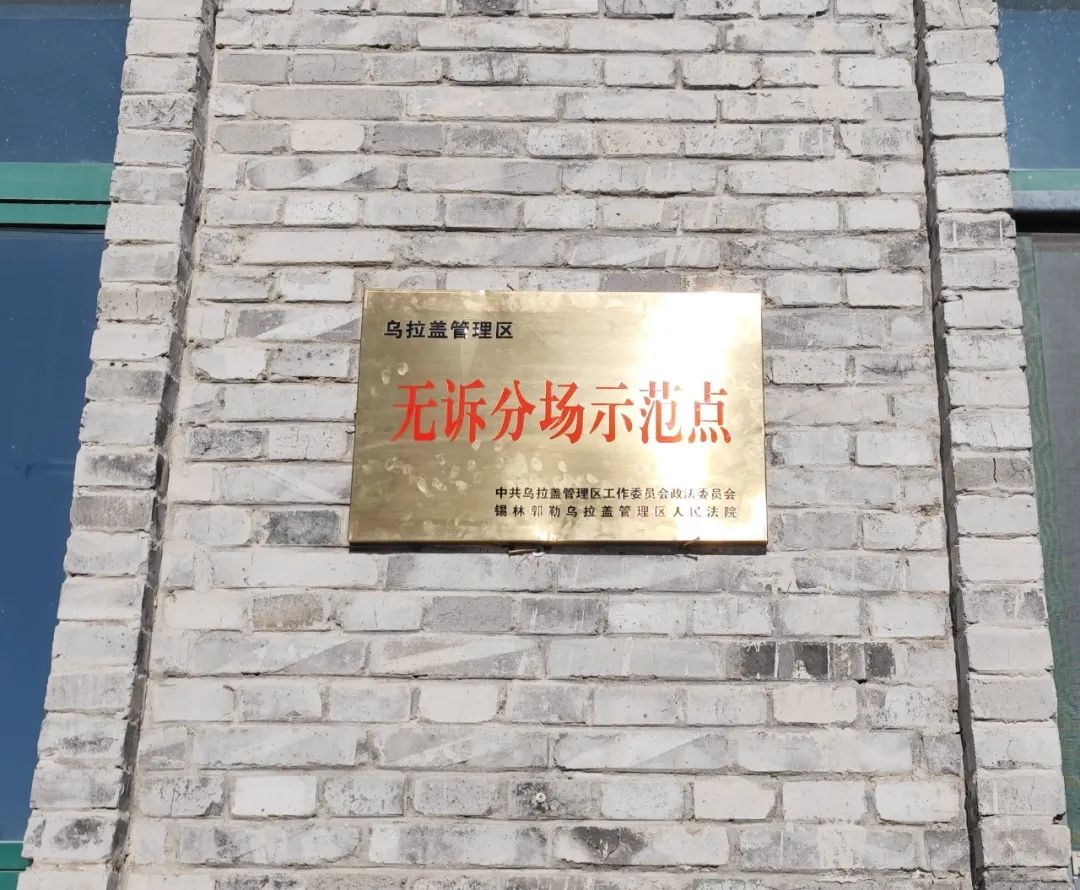 乌拉盖管理区
无诉分场示范点
中共乌拉盖管理区工作委员会政法委员会
锡林郭勒乌拉盖管理区人民法院